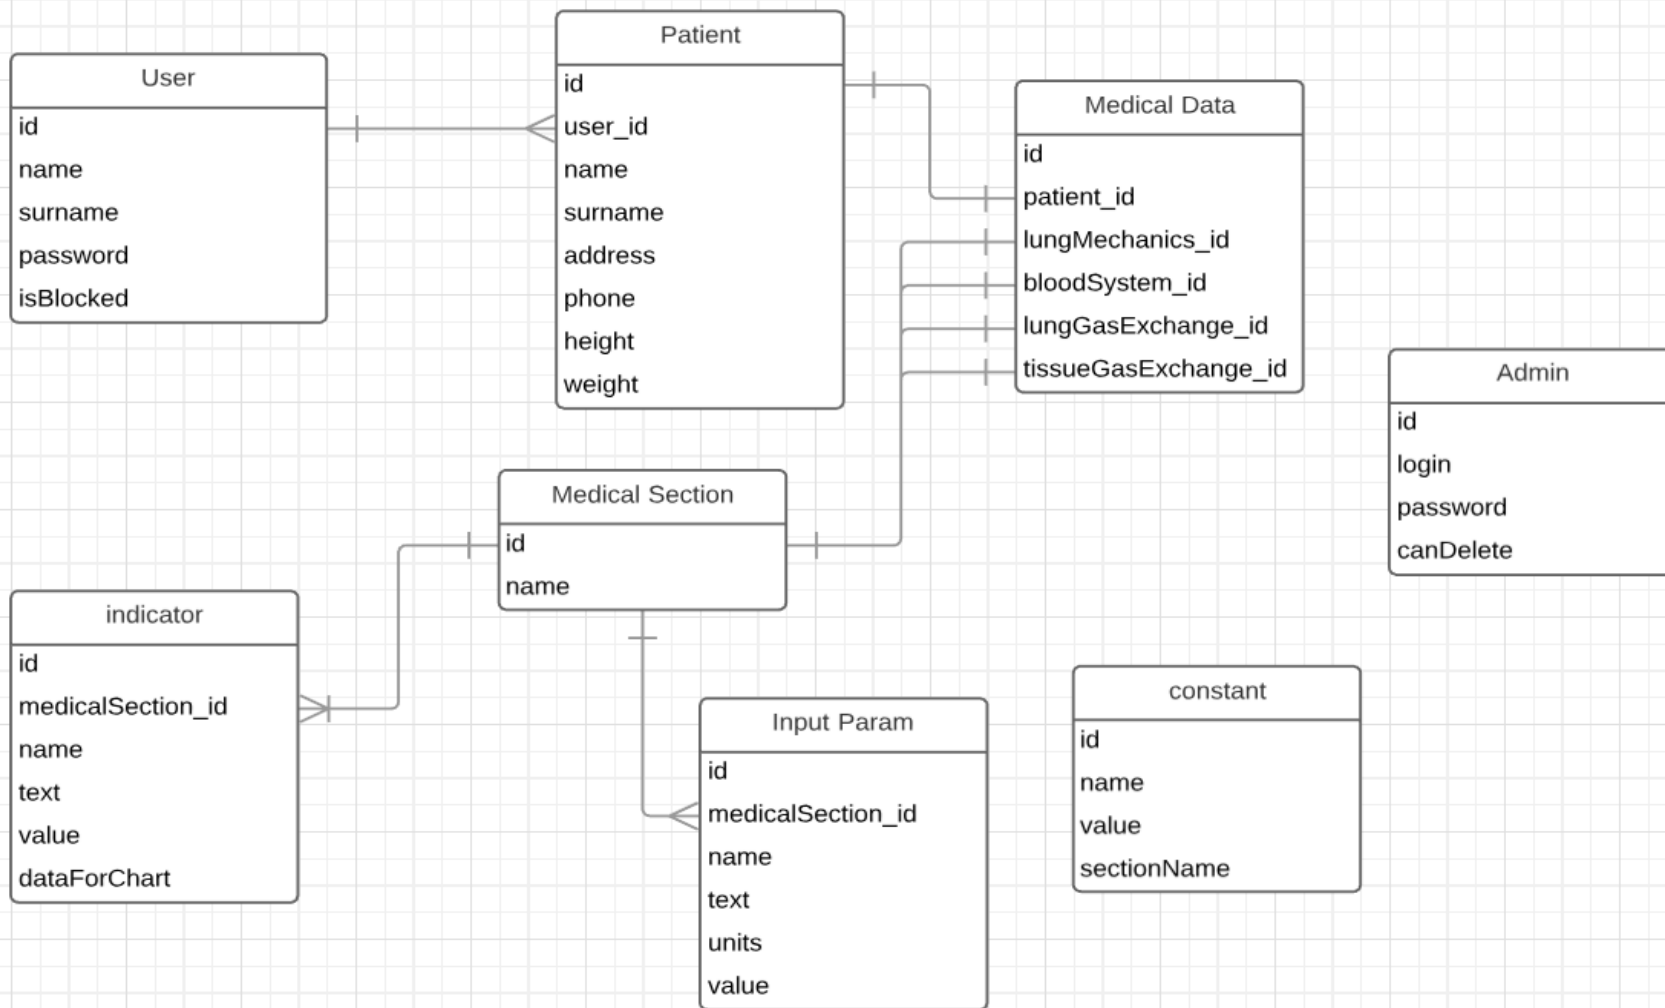 User
id
name
surname
password
isBlocked
Patient
id
user_id
name
surname
address
phone
height
weight
Medical Data
id
patient_id
lungMechanics_id
bloodSystem_id
lungGasExchange_id
tissueGasExchange_id
Admin
id
login
password
canDelete
Medical Section
id
name
indicator
id
medicalSection_id
name
text
value
dataForChart
Input Param
id
medicalSection_id
name
text
units
value
constant
id
name
value
sectionName